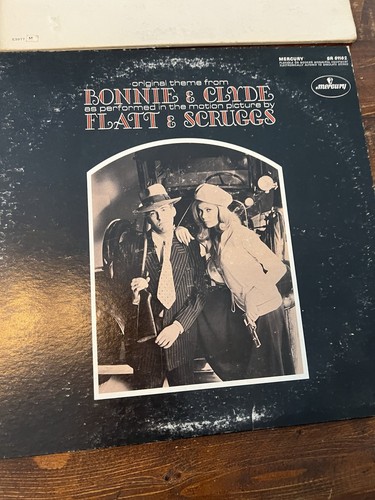 original theme from
BONNIE & CLYDE
as performed in the motion picture by
FLATT & SCRUGGS
MERCURY
mercury